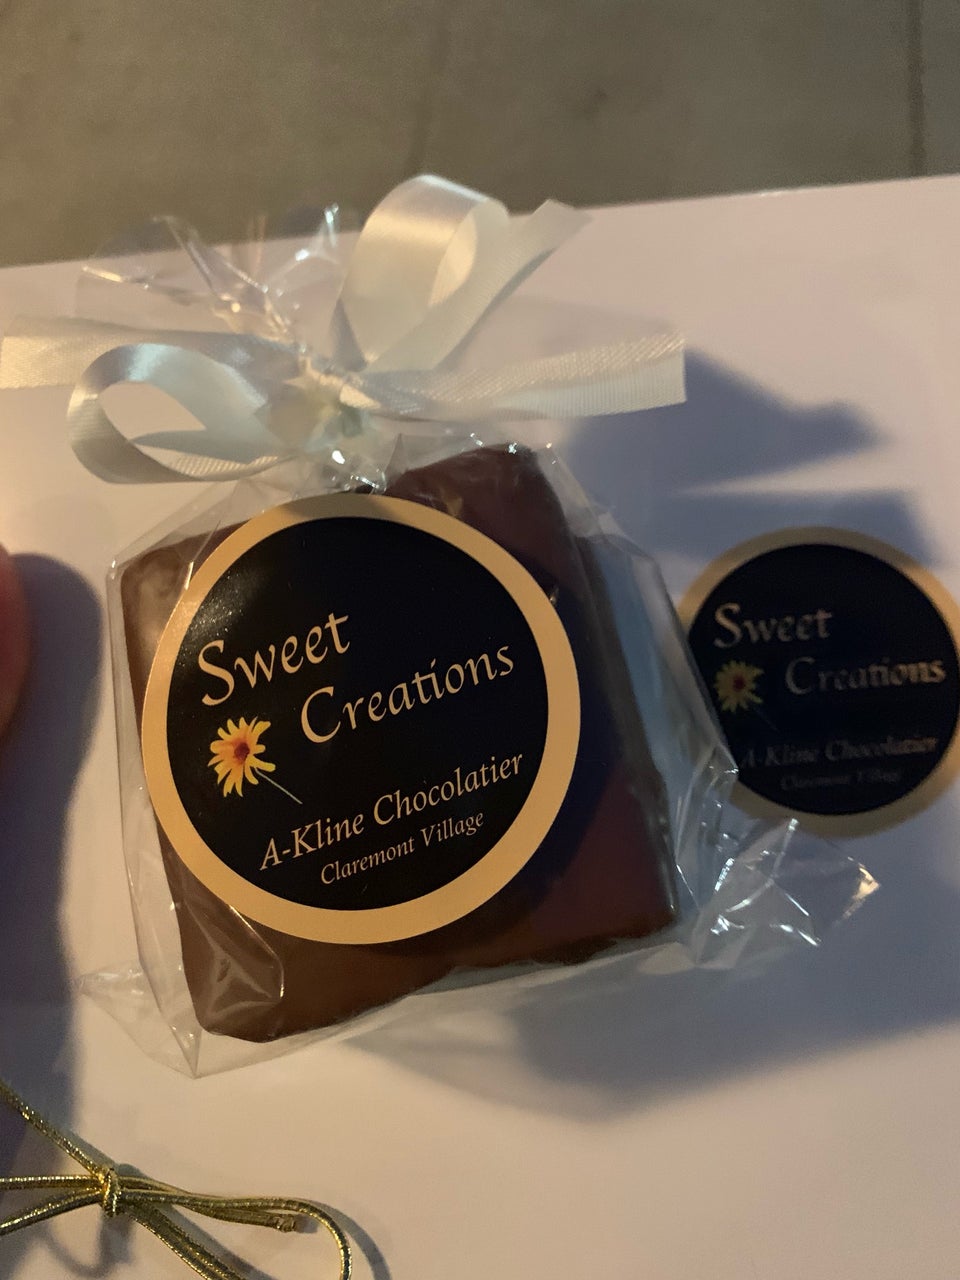 Sweet
Creations
A-Kline Chocolatier
Claremont Village
Sweet
Creations
A-Kline Chocolatier
Claremont Village